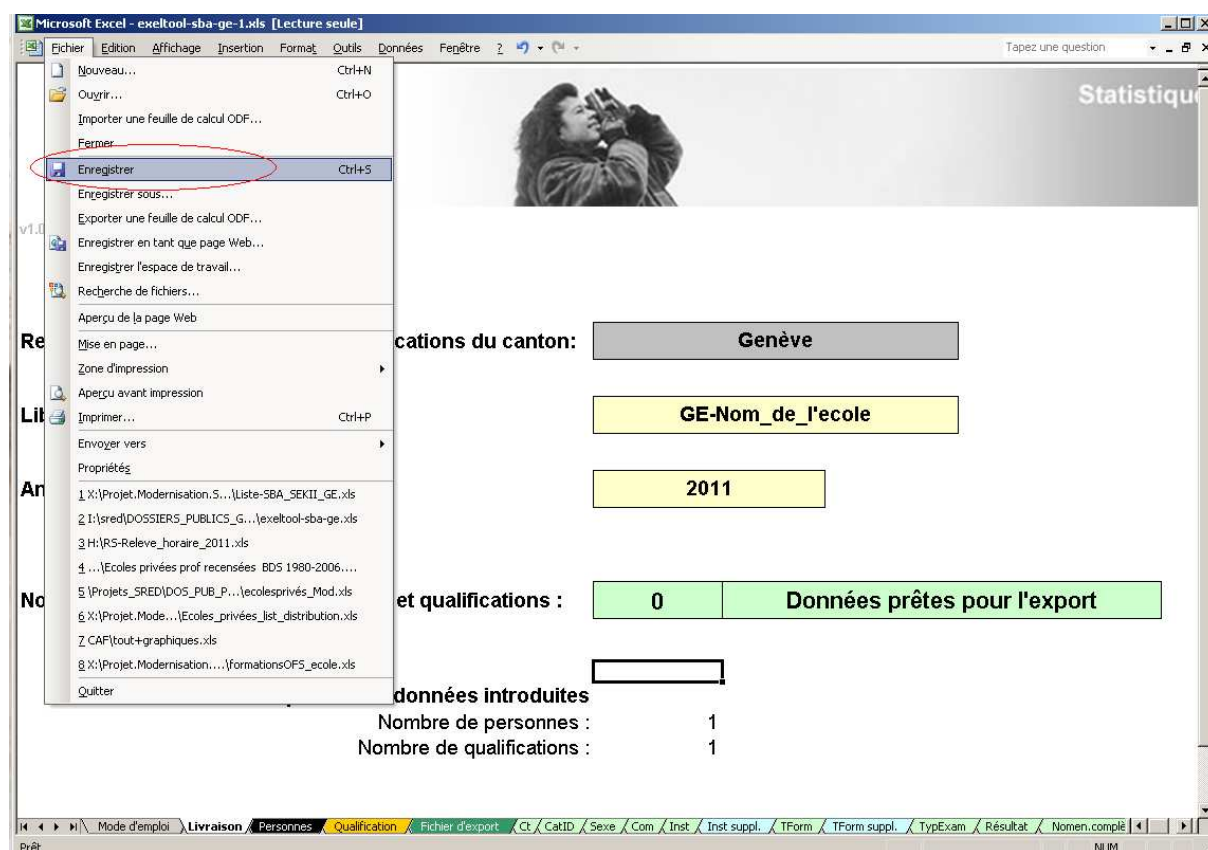 Microsoft Excel - exeltool-sba-ge-1.xls [Lecture seule]
Fichier Edition Affichage Insertion Format Outils Données Fenêtre ? Tapez une question
Nouveau... Ctrl+N
Ouvrir... Ctrl+O
Importer une feuille de calcul ODF...
Fermer
Enregistrer Ctrl+S
Enregistrer sous...
Exporter une feuille de calcul ODF...
Enregistrer en tant que page Web...
Enregistrer l'espace de travail...
Recherche de fichiers...
Aperçu de la page Web
Mise en page...
Zone d'impression
Aperçu avant impression
Imprimer... Ctrl+P
Envoyer vers
Propriétés
1 X:\Projet.Modernisation.S...\Liste-SBA_SEKII_GE.xls
2 I:\sred\DOSSIERS_PUBLICS_G...\exeltool-sba-ge.xls
3 H:\RS-Releve_horaire_2011.xls
4 ...\Ecoles privées prof recensées BDS 1980-2006....
5 \Projets_SRED\DOS_PUB_P...\ecolesprivés_Mod.xls
6 X:\Projet.Mode...\Ecoles_privées_list_distribution.xls
7 CAF\tout+graphiques.xls
8 X:\Projet.Modernisation....\formationsOFS_ecole.xls
Quitter
Statistiqu
v1.0
Re cations du canton: Genève
Lib GE-Nom_de_l'ecole
An 2011
No et qualifications : 0 Données prêtes pour l'export
données introduites
Nombre de personnes : 1
Nombre de qualifications : 1
Mode d'emploi Livraison Personnes Qualification Fichier d'export Ct CatID Sexe Com Inst Inst suppl. TForm TForm suppl. TypExam Résultat Nomen.complè
Prêt NUM